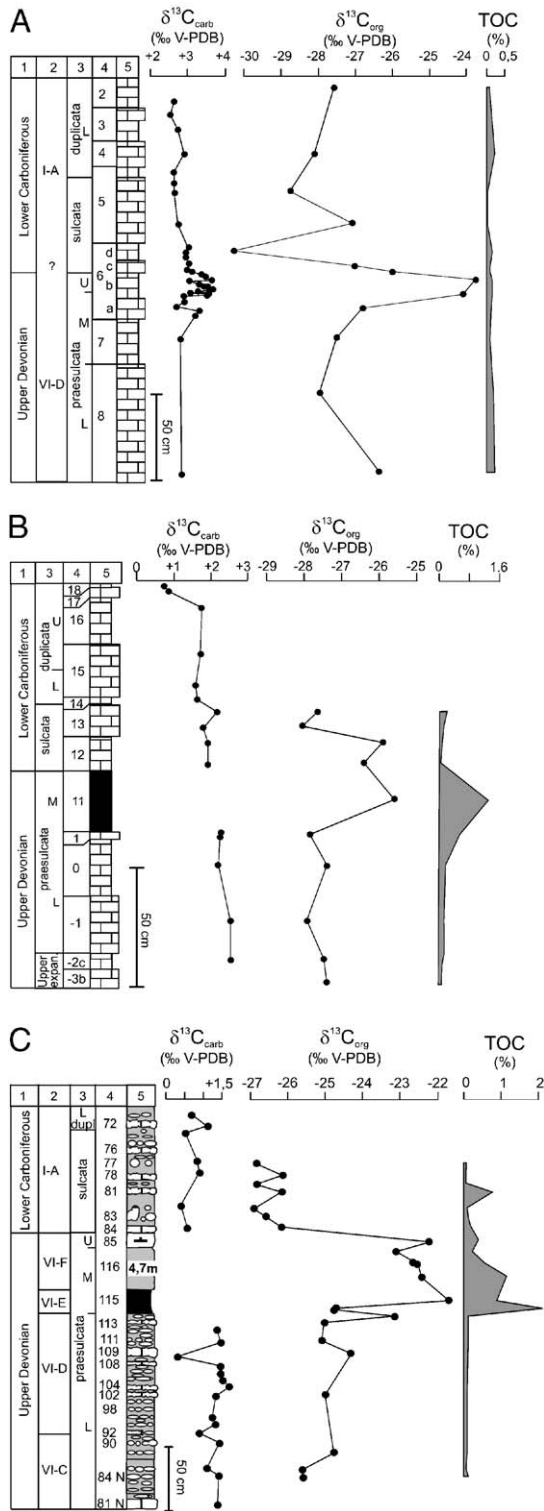 A
δ13Ccarb δ13Corg TOC
(‰ V-PDB) (‰ V-PDB) (%)
+2 +3 +4 -30 -28 -26 -24 0 0,5
1 2 3 4 5
Lower Carboniferous
Upper Devonian
I-A
?
VI-D
duplicata
L
sulcata
U
M
praesulcata
L
2
3
4
5
d
c
6
b
a
7
8
50 cm
B
δ13Ccarb δ13Corg TOC
(‰ V-PDB) (‰ V-PDB) (%)
0 +1 +2 +3 -29 -28 -27 -26 -25 0 1.6
1 3 4 5
Lower Carboniferous
Upper Devonian
U
duplicata
L
sulcata
M
praesulcata
L
Upper expan.
18
17
16
15
14
13
12
11
1
0
-1
-2c
-3b
50 cm
C
δ13Ccarb δ13Corg TOC
(‰ V-PDB) (‰ V-PDB) (%)
0 +1,5 -27 -26 -25 -24 -23 -22 0 1 2
1 2 3 4 5
Lower Carboniferous
Upper Devonian
I-A
VI-F
VI-E
VI-D
VI-C
L
dupl
sulcata
U
M
praesulcata
L
72
76
77
78
81
83
84
85
116
4,7m
115
113
111
109
108
104
102
98
92
90
84 N
81 N
50 cm